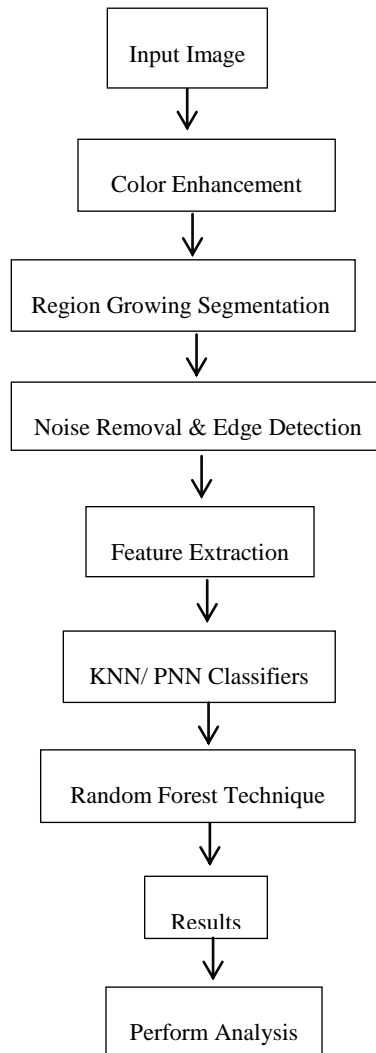 Input Image
Color Enhancement
Region Growing Segmentation
Noise Removal & Edge Detection
Feature Extraction
KNN/ PNN Classifiers
Random Forest Technique
Results
Perform Analysis